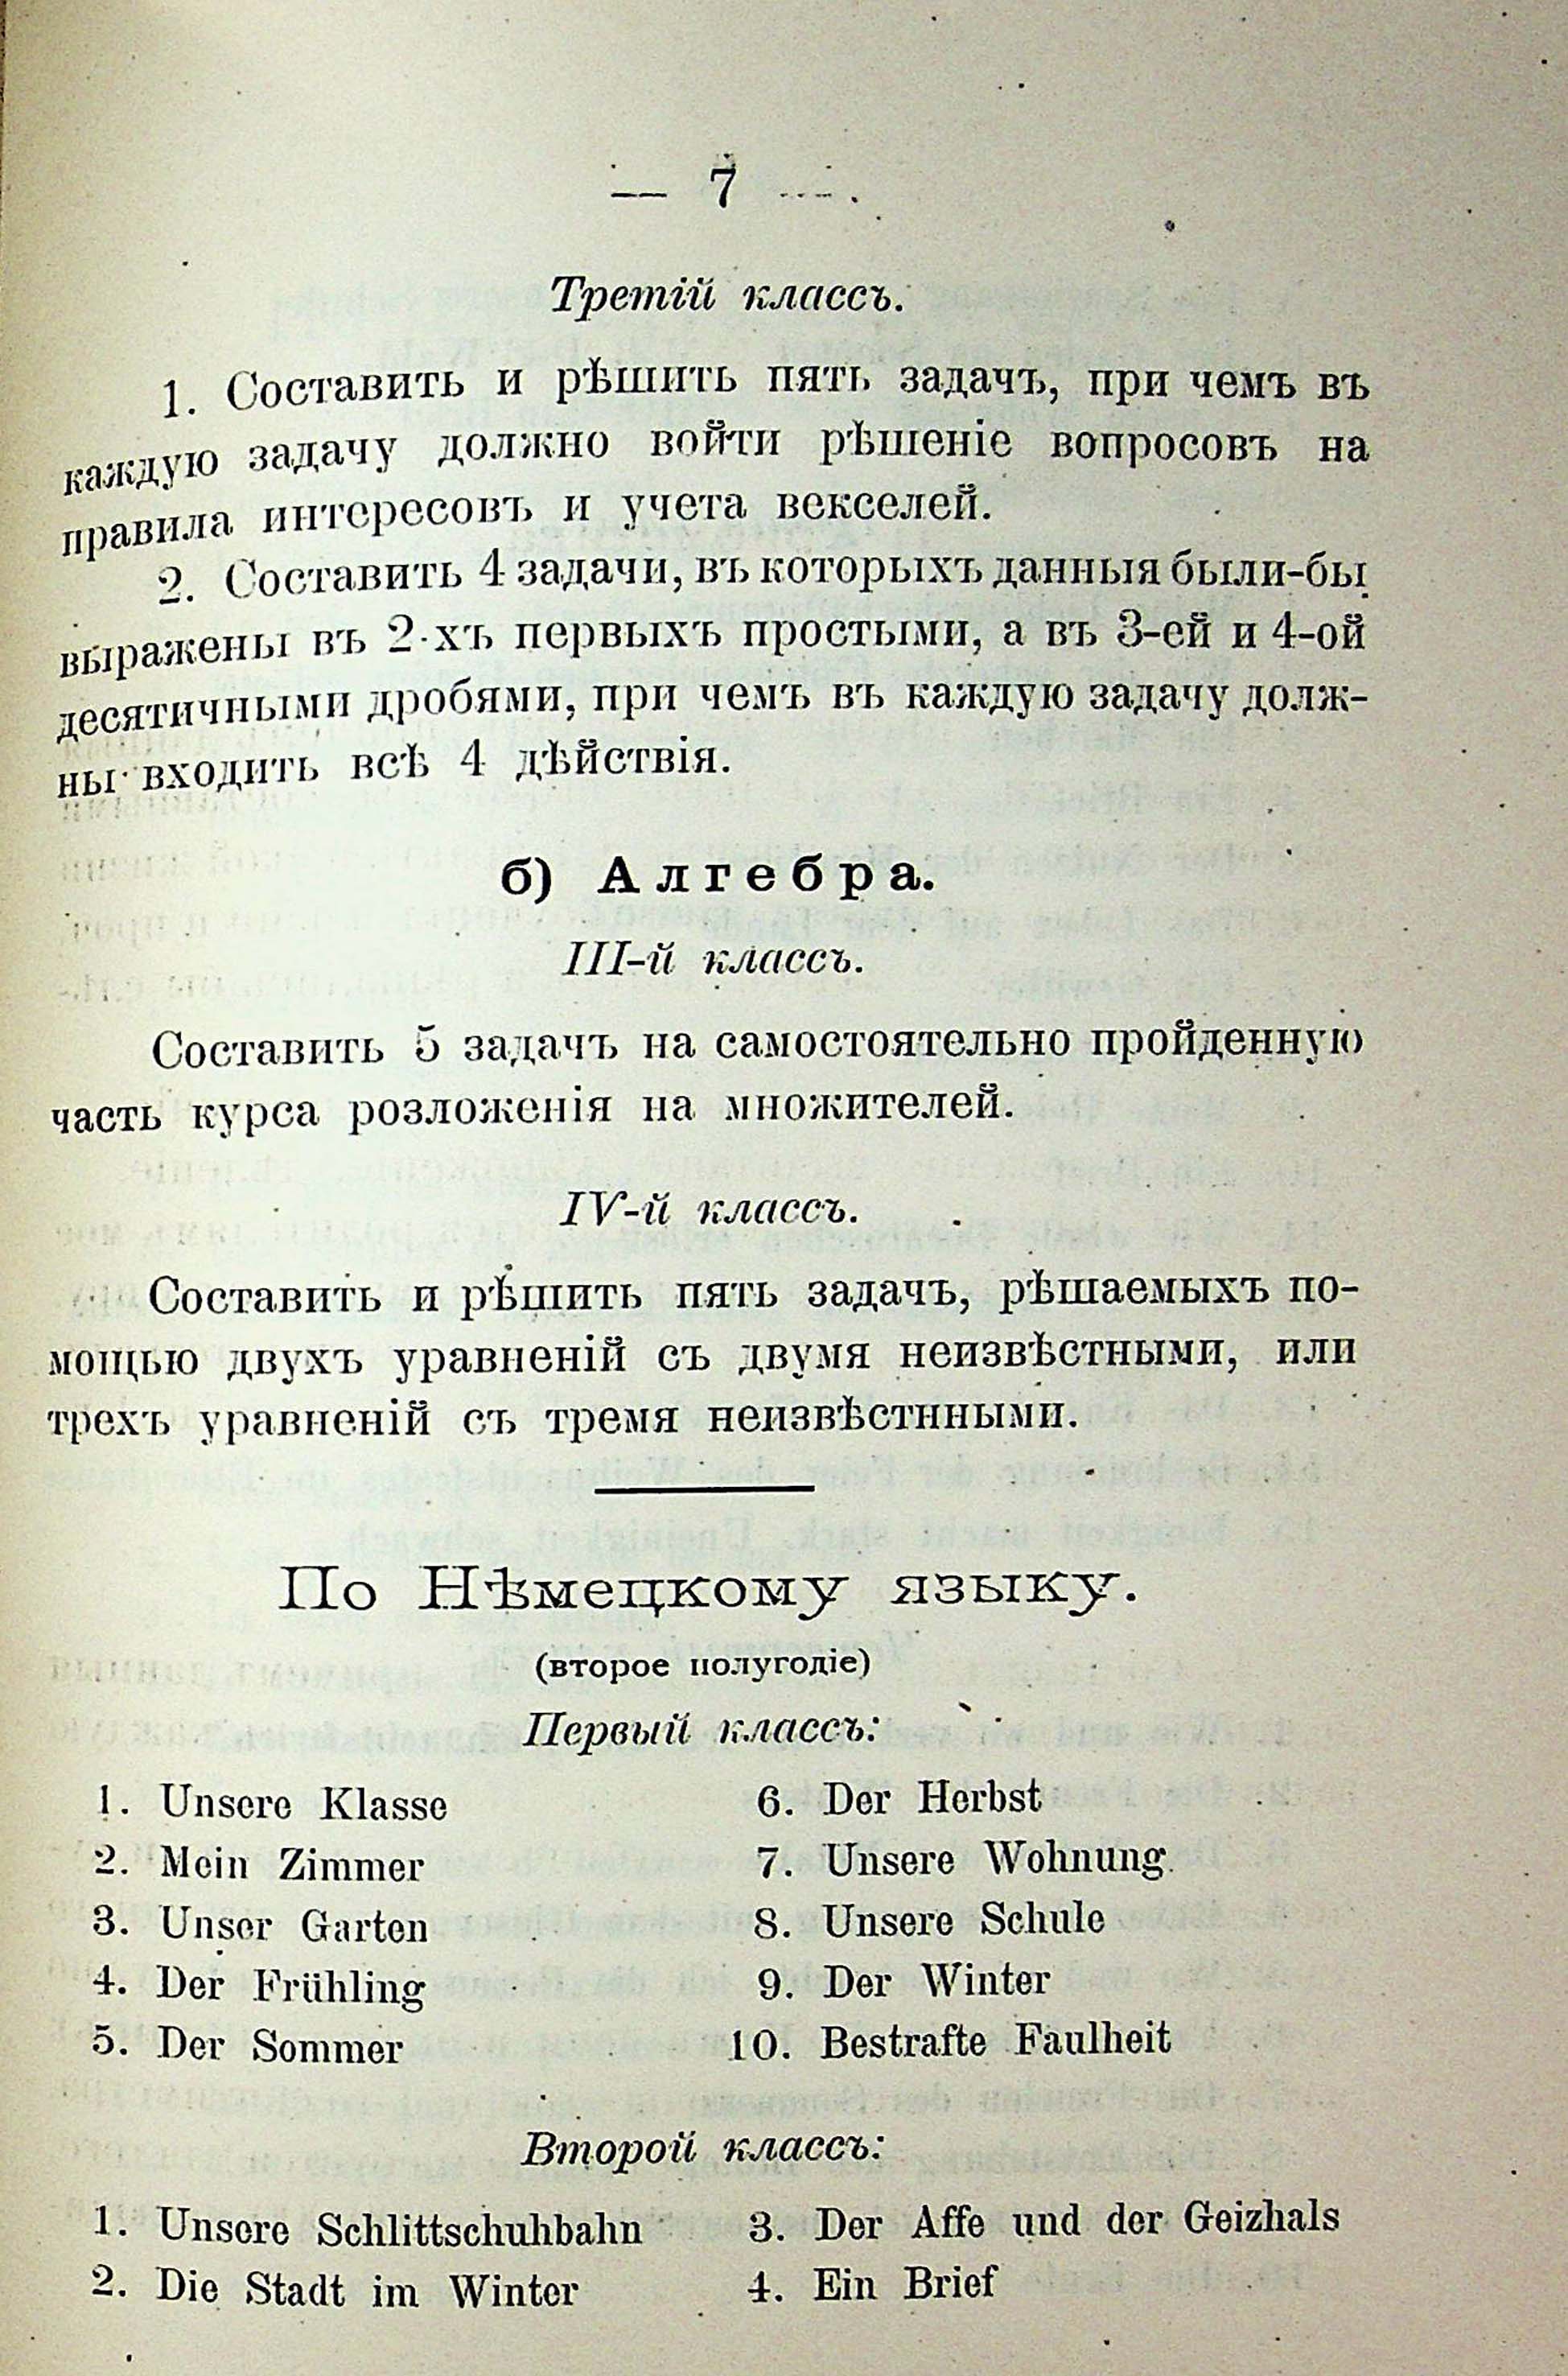 — 7 —
Третій классъ.
1. Составить и рѣшить пять задачъ, при чемъ въ
каждую задачу должно войти рѣшеніе вопросовъ на
правила интересовъ и учета векселей.
2. Составить 4 задачи, въ которыхъ данныя были-бы
выражены въ 2-хъ первыхъ простыми, а въ 3-ей и 4-ой
десятичными дробями, при чемъ въ каждую задачу долж-
ны входить всѣ 4 дѣйствія.
б) Алгебра.
III-й классъ.
Составить 5 задачъ на самостоятельно пройденную
часть курса розложенія на множителей.
IV-й классъ.
Составить и рѣшить пять задачъ, рѣшаемыхъ по-
мощью двухъ уравненій съ двумя неизвѣстными, или
трехъ уравненій съ тремя неизвѣстнными.
По Нѣмецкому языку.
(второе полугодіе)
Первый классъ:
1. Unsere Klasse
2. Mein Zimmer
3. Unser Garten
4. Der Frühling
5. Der Sommer
6. Der Herbst
7. Unsere Wohnung.
8. Unsere Schule
9. Der Winter
10. Bestrafte Faulheit
Второй классъ:
1. Unsere Schlittschuhbahn
2. Die Stadt im Winter
3. Der Affe und der Geizhals
4. Ein Brief